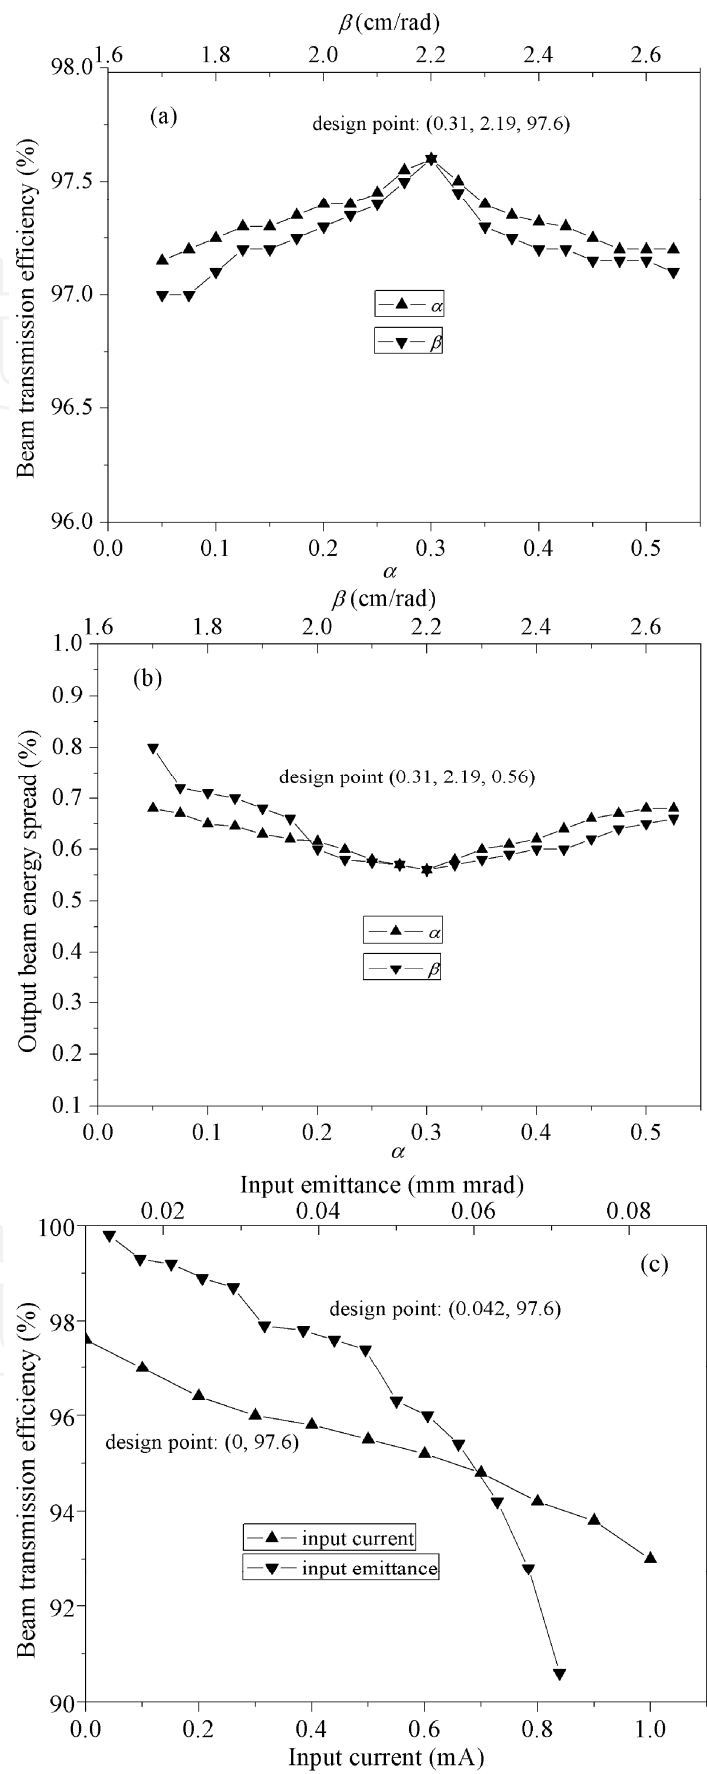 β (cm/rad)
1.6 1.8 2.0 2.2 2.4 2.6
98.0
(a)
design point: (0.31, 2.19, 97.6)
97.5
97.0
α
β
96.5
96.0
Beam transmission efficiency (%)
0.0 0.1 0.2 0.3 0.4 0.5
α
β (cm/rad)
1.6 1.8 2.0 2.2 2.4 2.6
1.0
(b)
0.9
0.8
design point (0.31, 2.19, 0.56)
0.7
0.6
0.5
α
0.4
β
0.3
0.2
0.1
Output beam energy spread (%)
0.0 0.1 0.2 0.3 0.4 0.5
α
Input emittance (mm mrad)
0.02 0.04 0.06 0.08
100
(c)
design point: (0.042, 97.6)
98
96
design point: (0, 97.6)
94
input current
input emittance
92
90
Beam transmission efficiency (%)
0.0 0.2 0.4 0.6 0.8 1.0
Input current (mA)